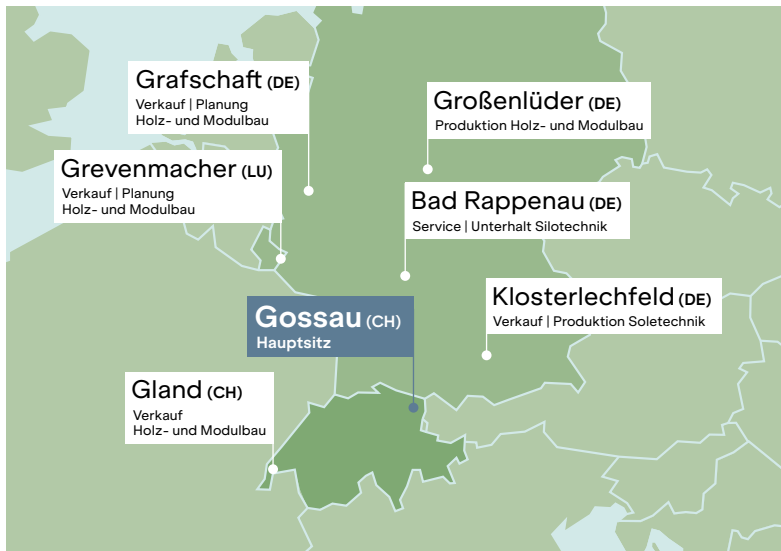 Grafschaft (DE)
Verkauf | Planung
Holz- und Modulbau
Großenlüder (DE)
Produktion Holz- und Modulbau
Grevenmacher (LU)
Verkauf | Planung
Holz- und Modulbau
Bad Rappenau (DE)
Service | Unterhalt Silotechnik
Klosterlechfeld (DE)
Verkauf | Produktion Soletechnik
Gossau (CH)
Hauptsitz
Gland (CH)
Verkauf
Holz- und Modulbau